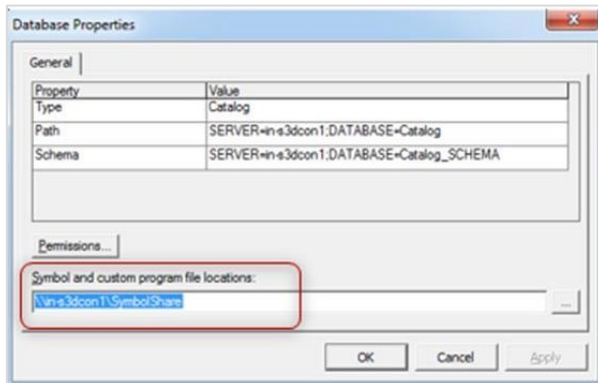 Database Properties
General
Property Value
Type Catalog
Path SERVER=in-s3dcon1;DATABASE=Catalog
Schema SERVER=in-s3dcon1;DATABASE=Catalog_SCHEMA
Permissions...
Symbol and custom program file locations:
\\in-s3dcon1\SymbolShare
...
OK Cancel Apply